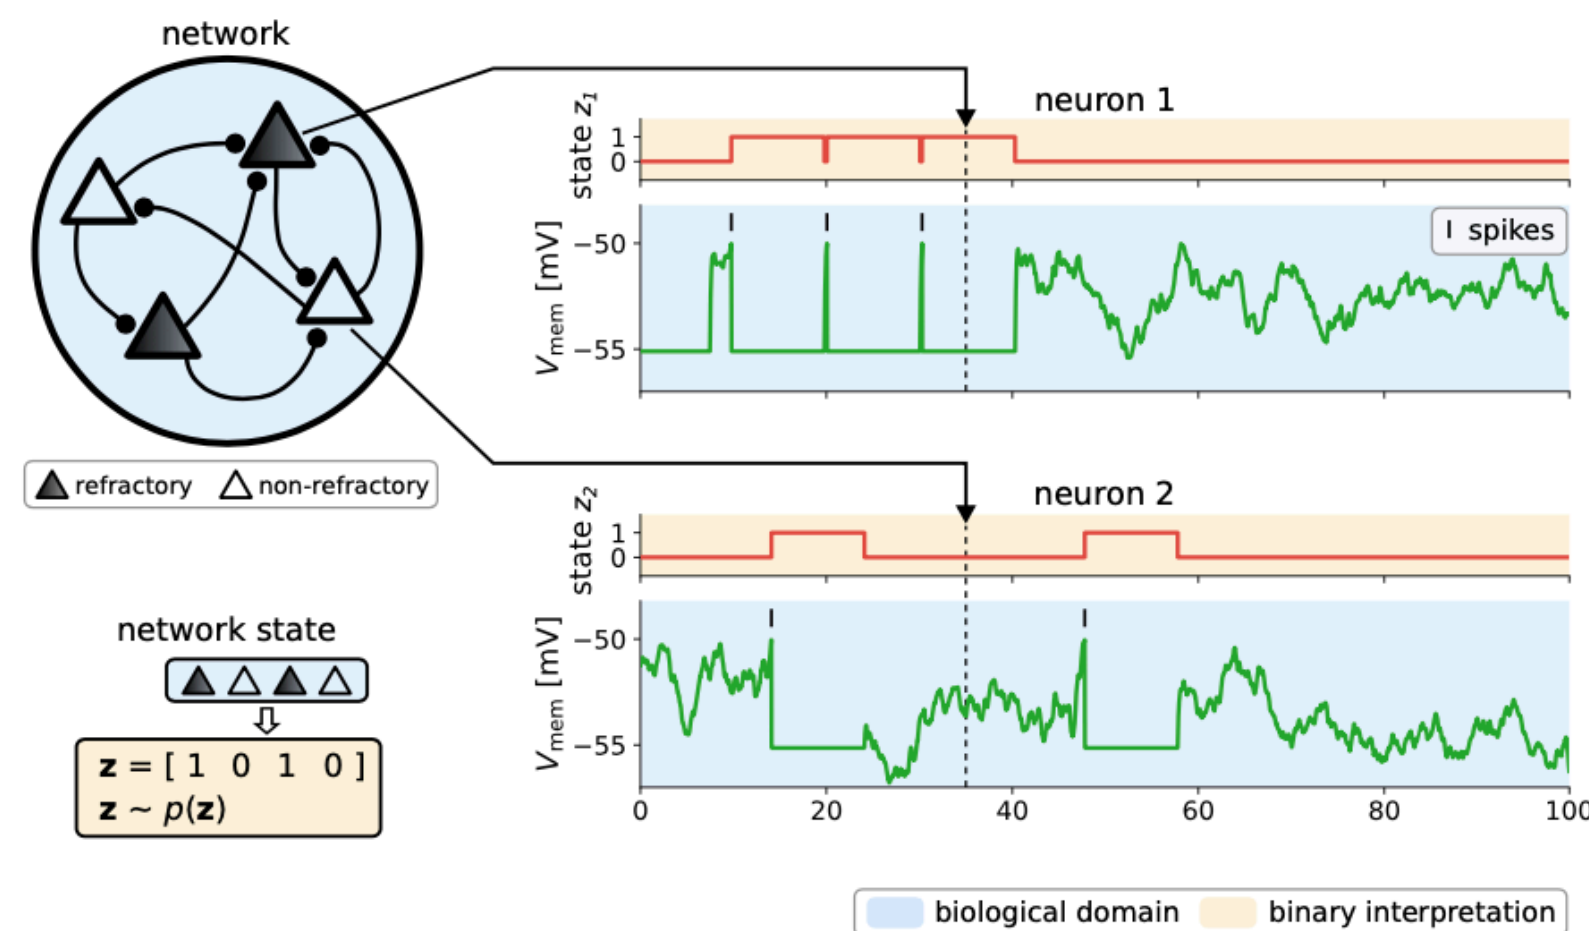 network
refractory
non-refractory
network state
z = [ 1 0 1 0 ]
z ~ p(z)
neuron 1
state z1
1
0
Vmem [mV]
−50
−55
spikes
neuron 2
state z2
1
0
Vmem [mV]
−50
−55
0 20 40 60 80 100
biological domain
binary interpretation